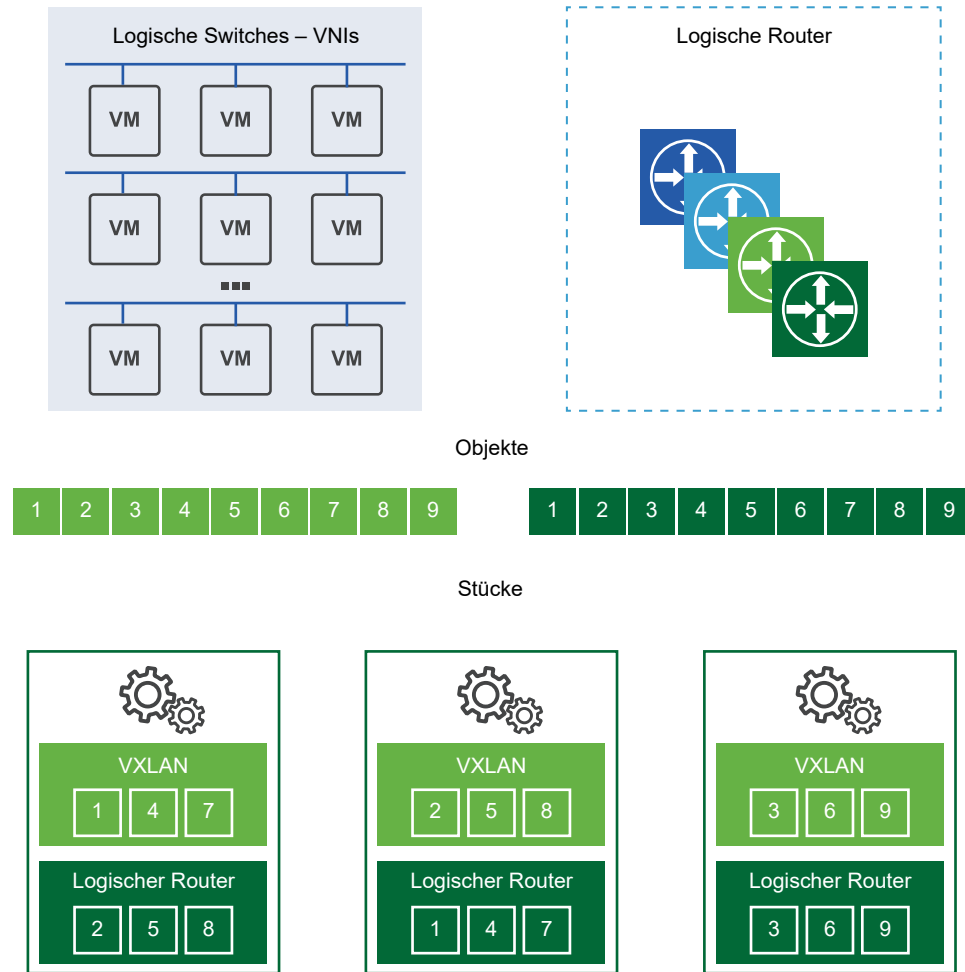 Logische Switches – VNIs
Logische Router
VM VM VM
VM VM VM
VM VM VM
Objekte
1 2 3 4 5 6 7 8 9
1 2 3 4 5 6 7 8 9
Stücke
VXLAN
1 4 7
Logischer Router
2 5 8
VXLAN
2 5 8
Logischer Router
1 4 7
VXLAN
3 6 9
Logischer Router
3 6 9